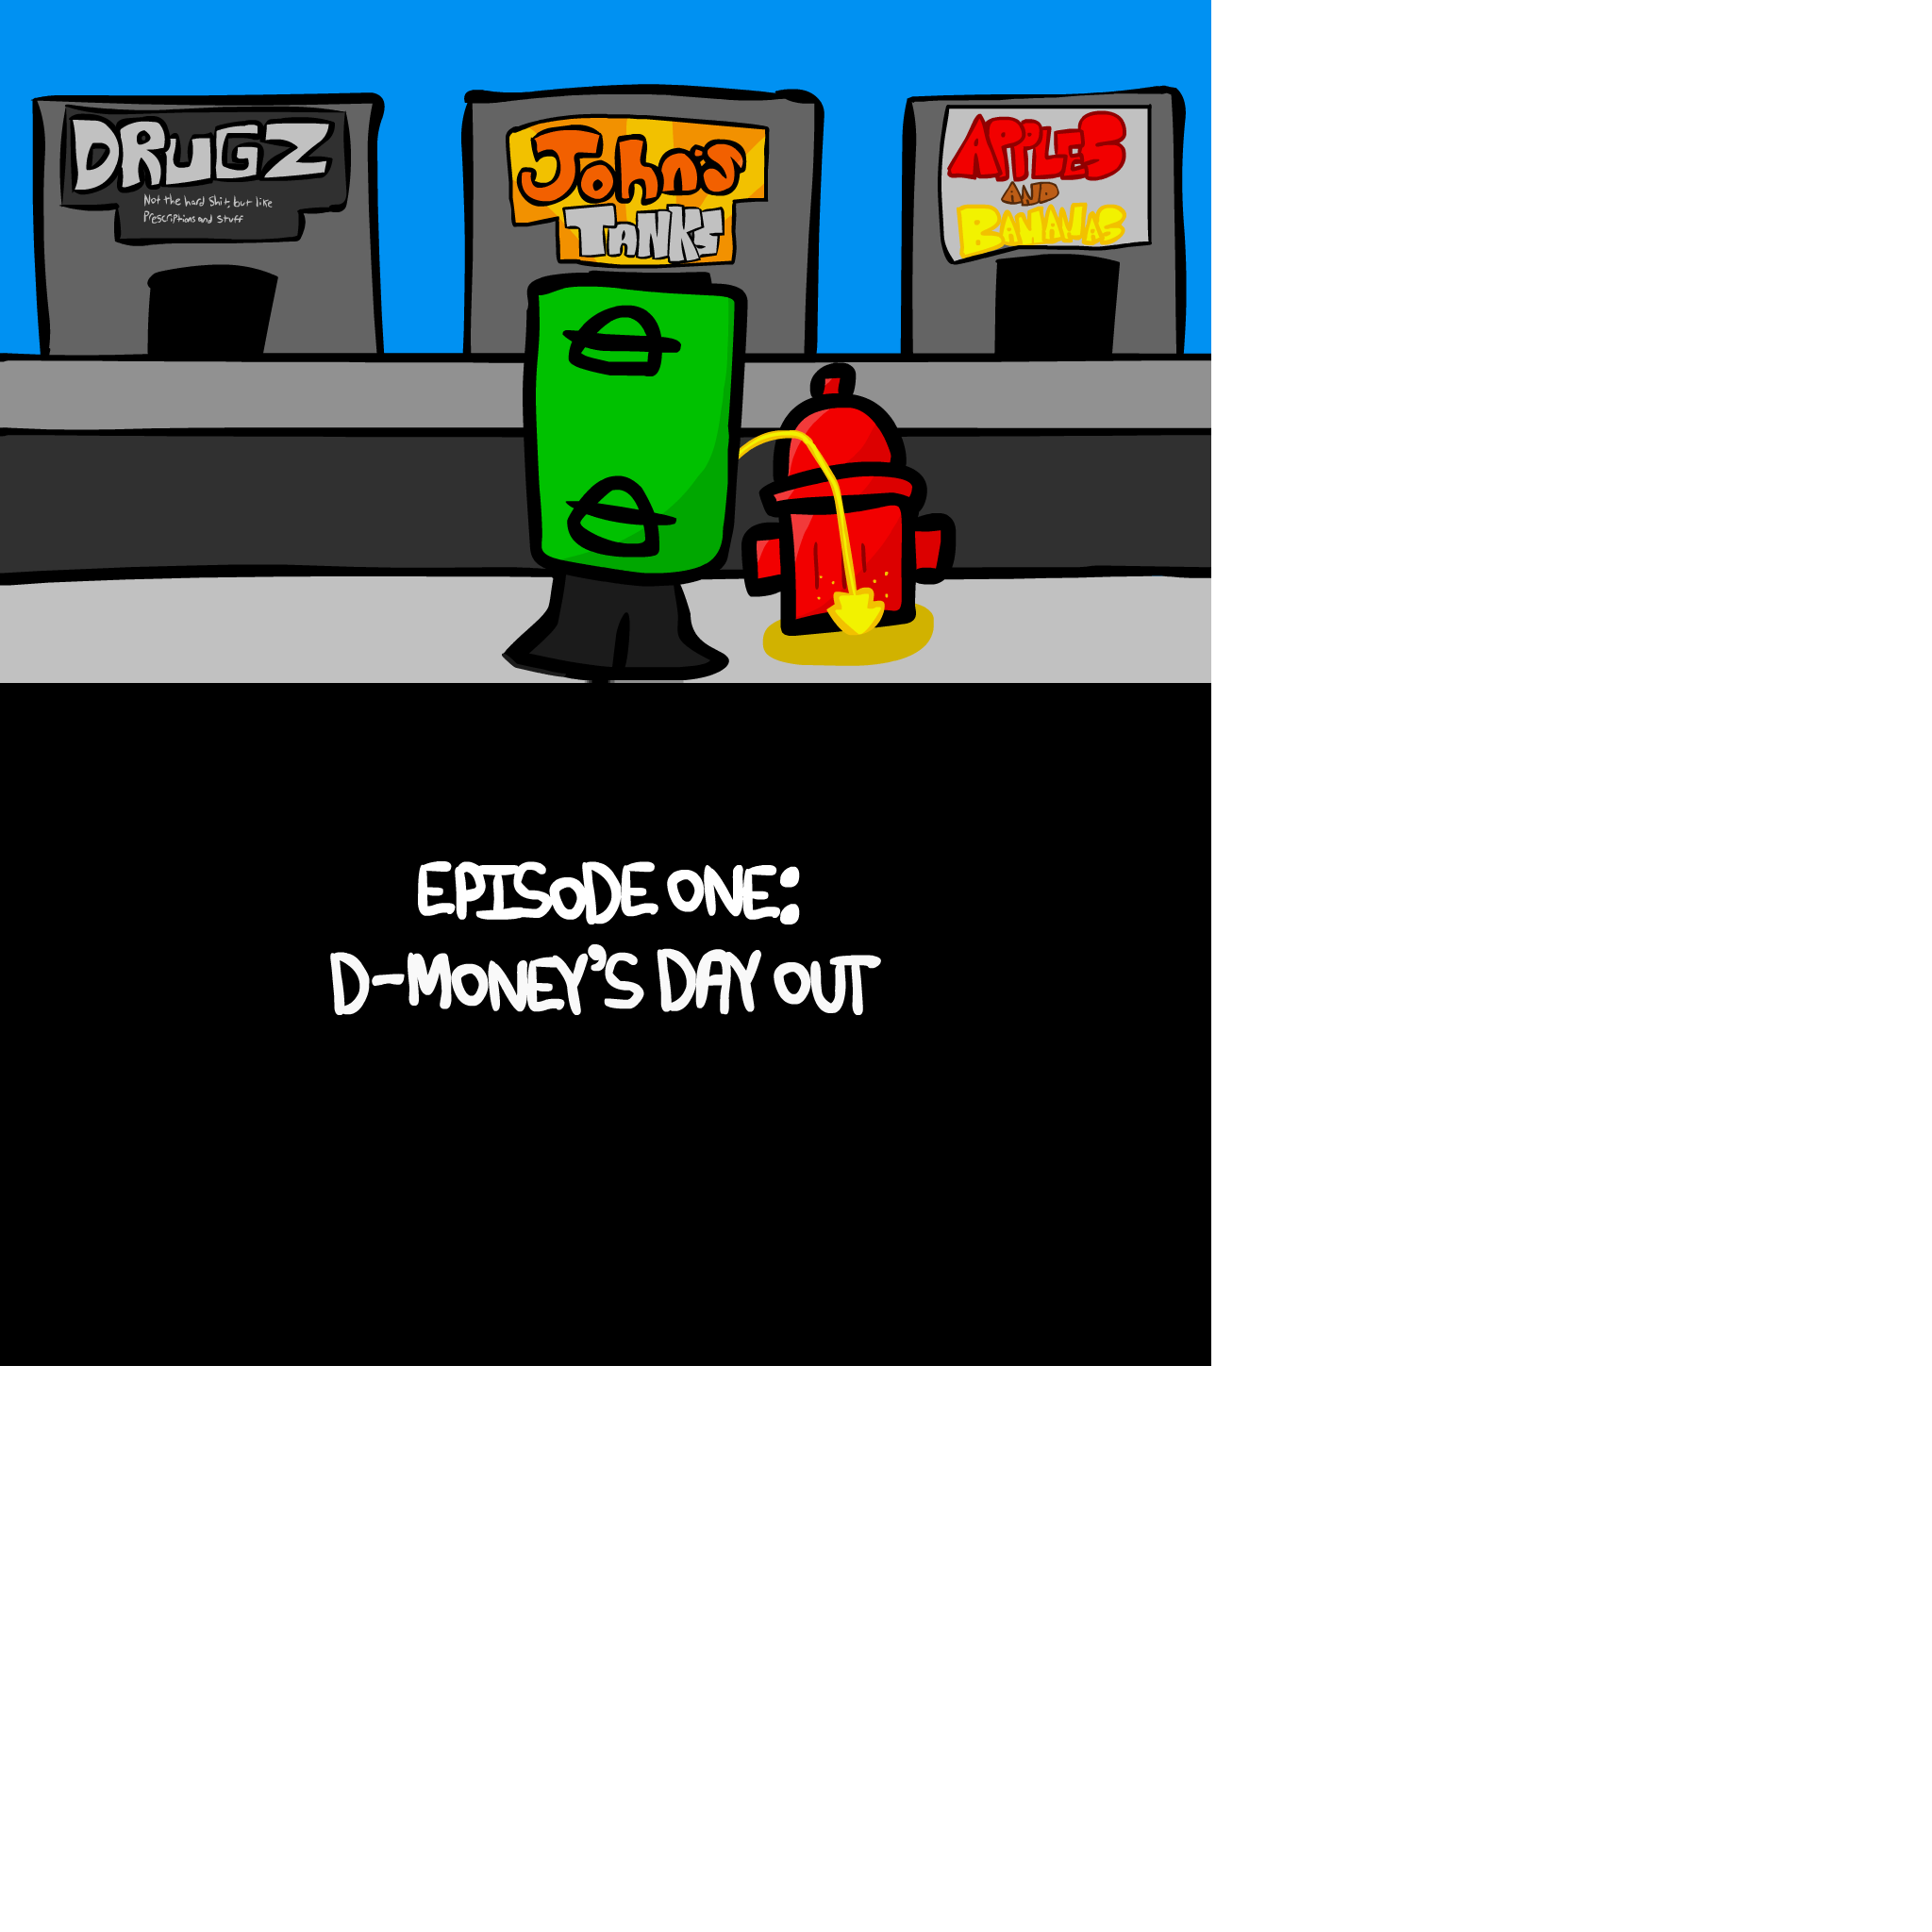 DRUGZ
Not the hard shit, but like
Prescriptions and stuff
John's
Tanks
APPLES
AND
BANANAS
EPISODE ONE:
D-MONEY'S DAY OUT